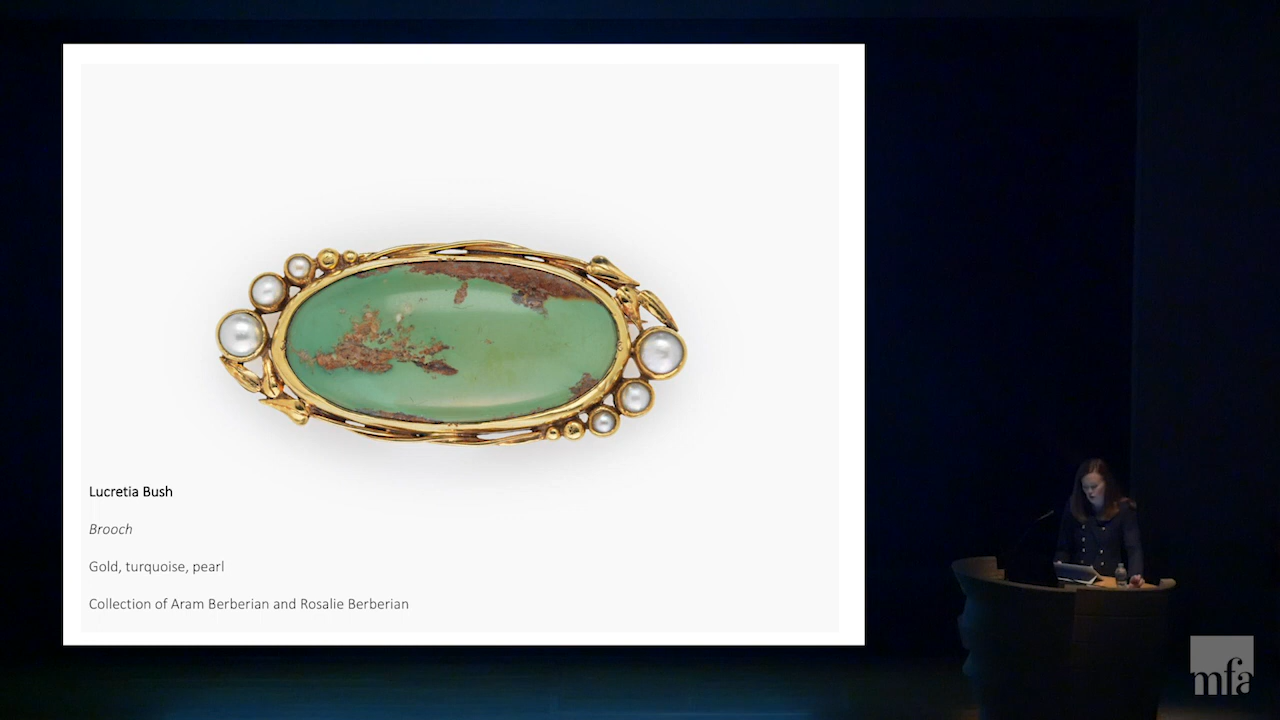 Lucretia Bush
Brooch
Gold, turquoise, pearl
Collection of Aram Berberian and Rosalie Berberian
mfa